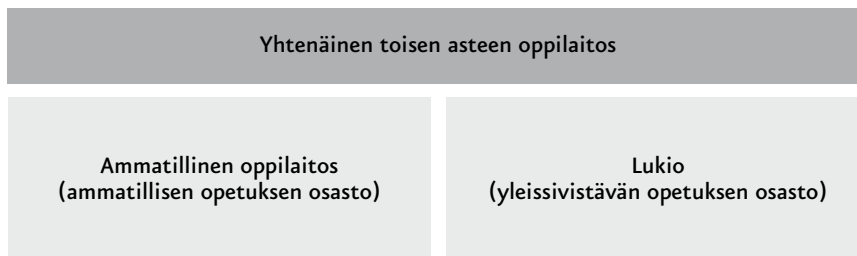 Yhtenäinen toisen asteen oppilaitos
Ammatillinen oppilaitos
(ammatillisen opetuksen osasto)
Lukio
(yleissivistävän opetuksen osasto)